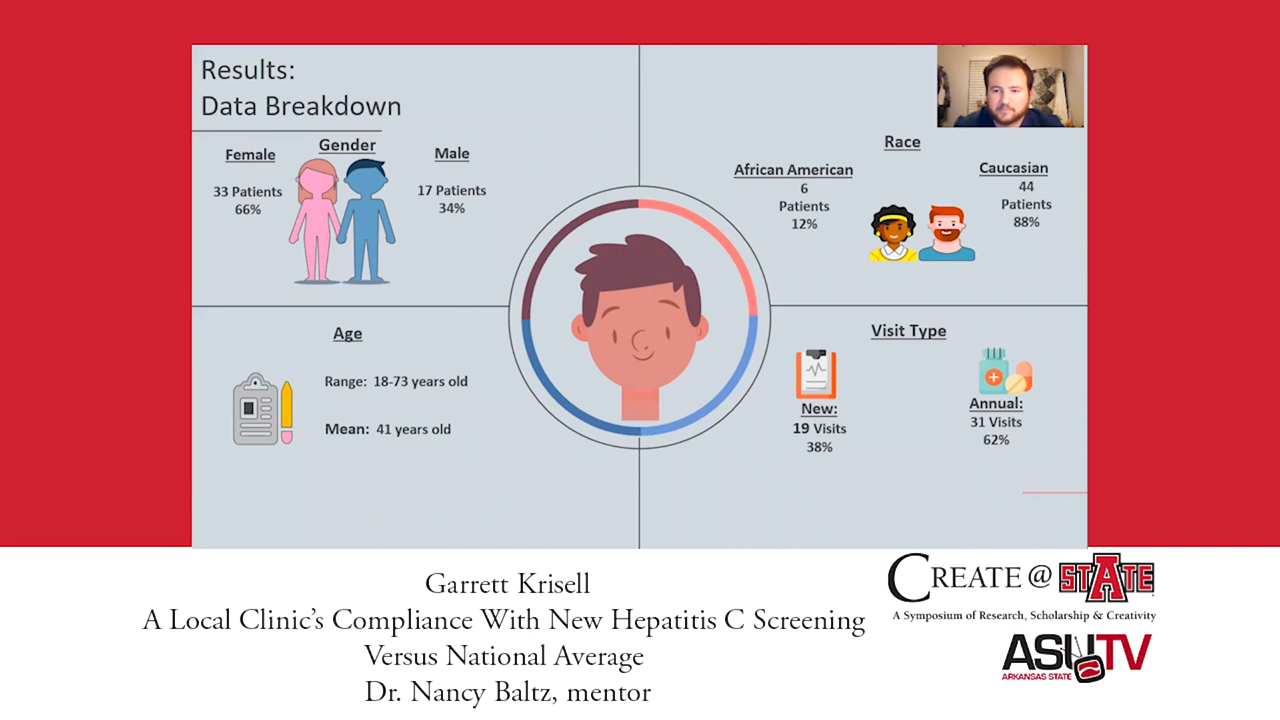 Results:
Data Breakdown
Gender
Female
33 Patients
66%
Male
17 Patients
34%
Race
African American
6
Patients
12%
Caucasian
44
Patients
88%
Age
Range: 18-73 years old
Mean: 41 years old
Visit Type
New:
19 Visits
38%
Annual:
31 Visits
62%
Garrett Krisell
A Local Clinic's Compliance With New Hepatitis C Screening
Versus National Average
Dr. Nancy Baltz, mentor
CREATE @ STATE
A Symposium of Research, Scholarship & Creativity
ASUTV
ARKANSAS STATE